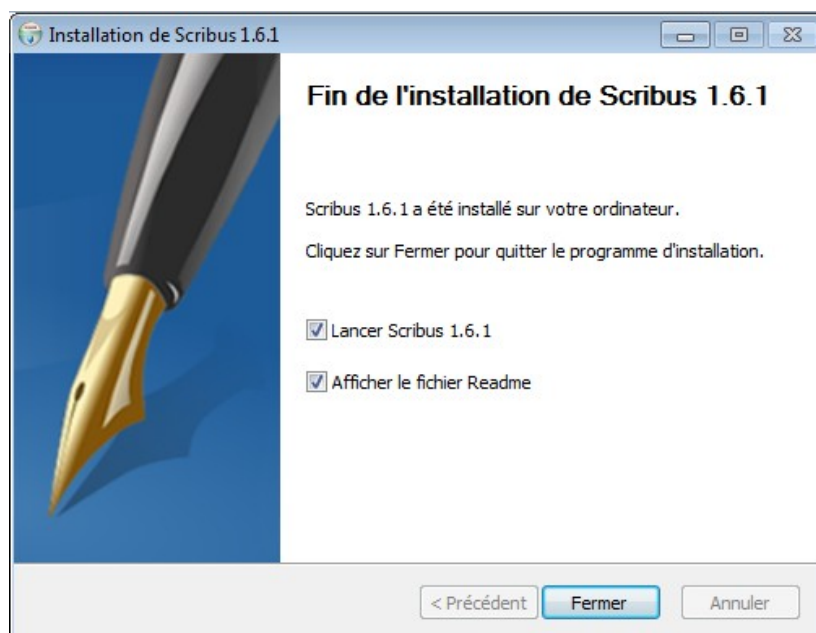 Installation de Scribus 1.6.1
Fin de l'installation de Scribus 1.6.1
Scribus 1.6.1 a été installé sur votre ordinateur.
Cliquez sur Fermer pour quitter le programme d'installation.
Lancer Scribus 1.6.1
Afficher le fichier Readme
< Précédent Fermer Annuler